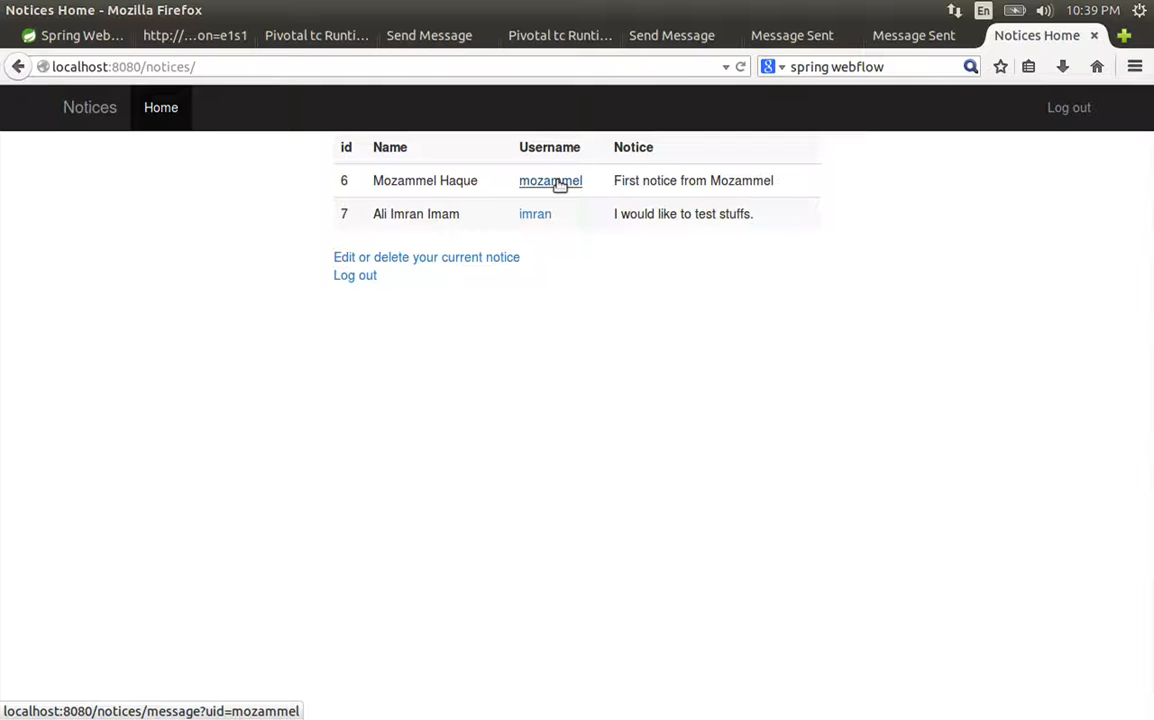 Notices Home - Mozilla Firefox
En
10:39 PM
Spring Web...
http://...on=e1s1
Pivotal tc Runti...
Send Message
Pivotal tc Runti...
Send Message
Message Sent
Message Sent
Notices Home
localhost:8080/notices/
8
spring webflow
Notices
Home
Log out
id Name Username Notice
6 Mozammel Haque mozammel First notice from Mozammel
7 Ali Imran Imam imran I would like to test stuffs.
Edit or delete your current notice
Log out
localhost:8080/notices/message?uid=mozammel